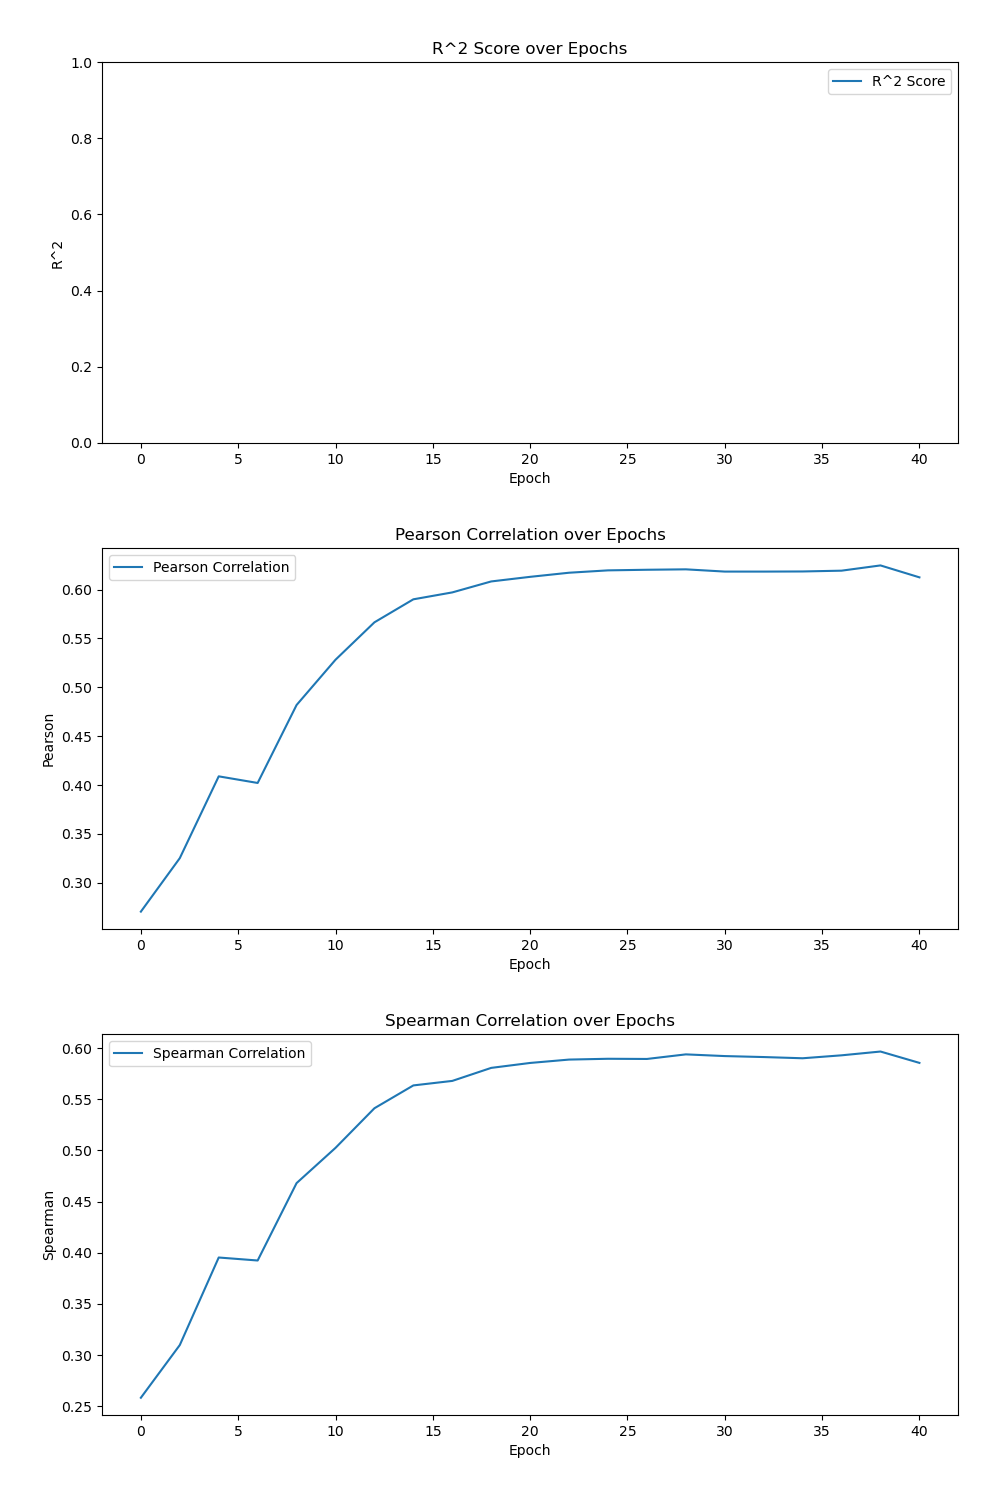 R^2 Score over Epochs
R^2 Score
1.0
0.8
0.6
0.4
0.2
0.0
R^2
0 5 10 15 20 25 30 35 40
Epoch
Pearson Correlation over Epochs
Pearson Correlation
0.60
0.55
0.50
0.45
0.40
0.35
0.30
Pearson
0 5 10 15 20 25 30 35 40
Epoch
Spearman Correlation over Epochs
Spearman Correlation
0.60
0.55
0.50
0.45
0.40
0.35
0.30
0.25
Spearman
0 5 10 15 20 25 30 35 40
Epoch